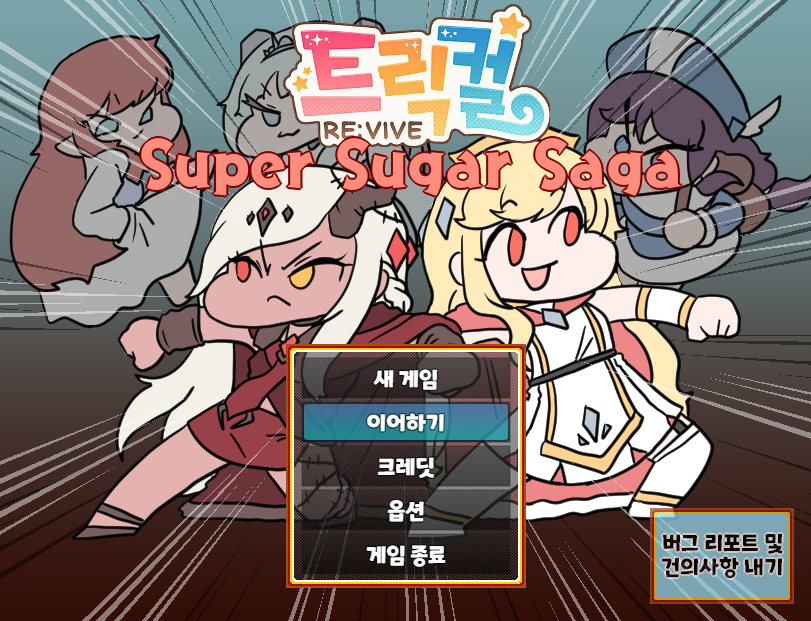 트릭컬
RE:VIVE
Super Sugar Saga
새 게임
이어하기
크레딧
옵션
게임 종료
버그 리포트 및
건의사항 내기